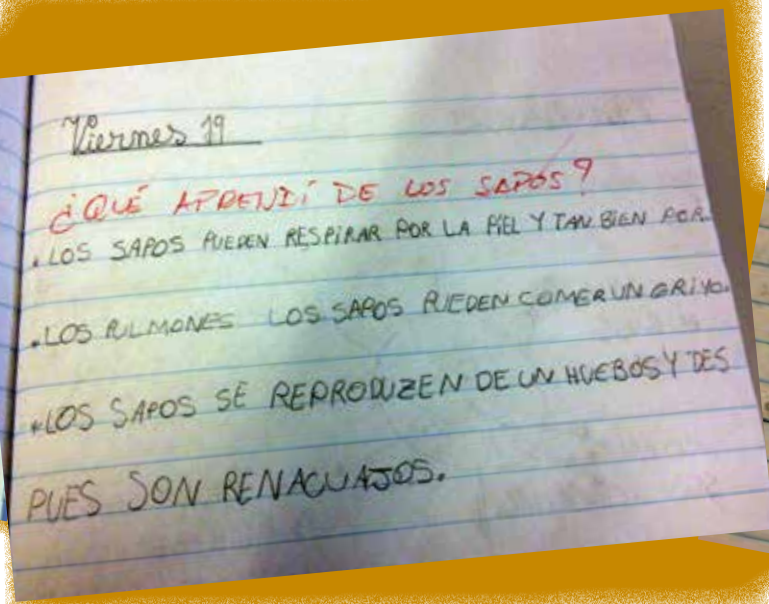 Viernes 19
¿QUÉ APRENDÍ DE LOS SAPOS?
.LOS SAPOS PUEDEN RESPIRAR POR LA PIEL Y TAN BIEN POR
.LOS PULMONES LOS SAPOS PUEDEN COMER UN GRIYO.
.LOS SAPOS SE REPRODUZEN DE UN HUEBOS Y DES
PUES SON RENACUAJOS.